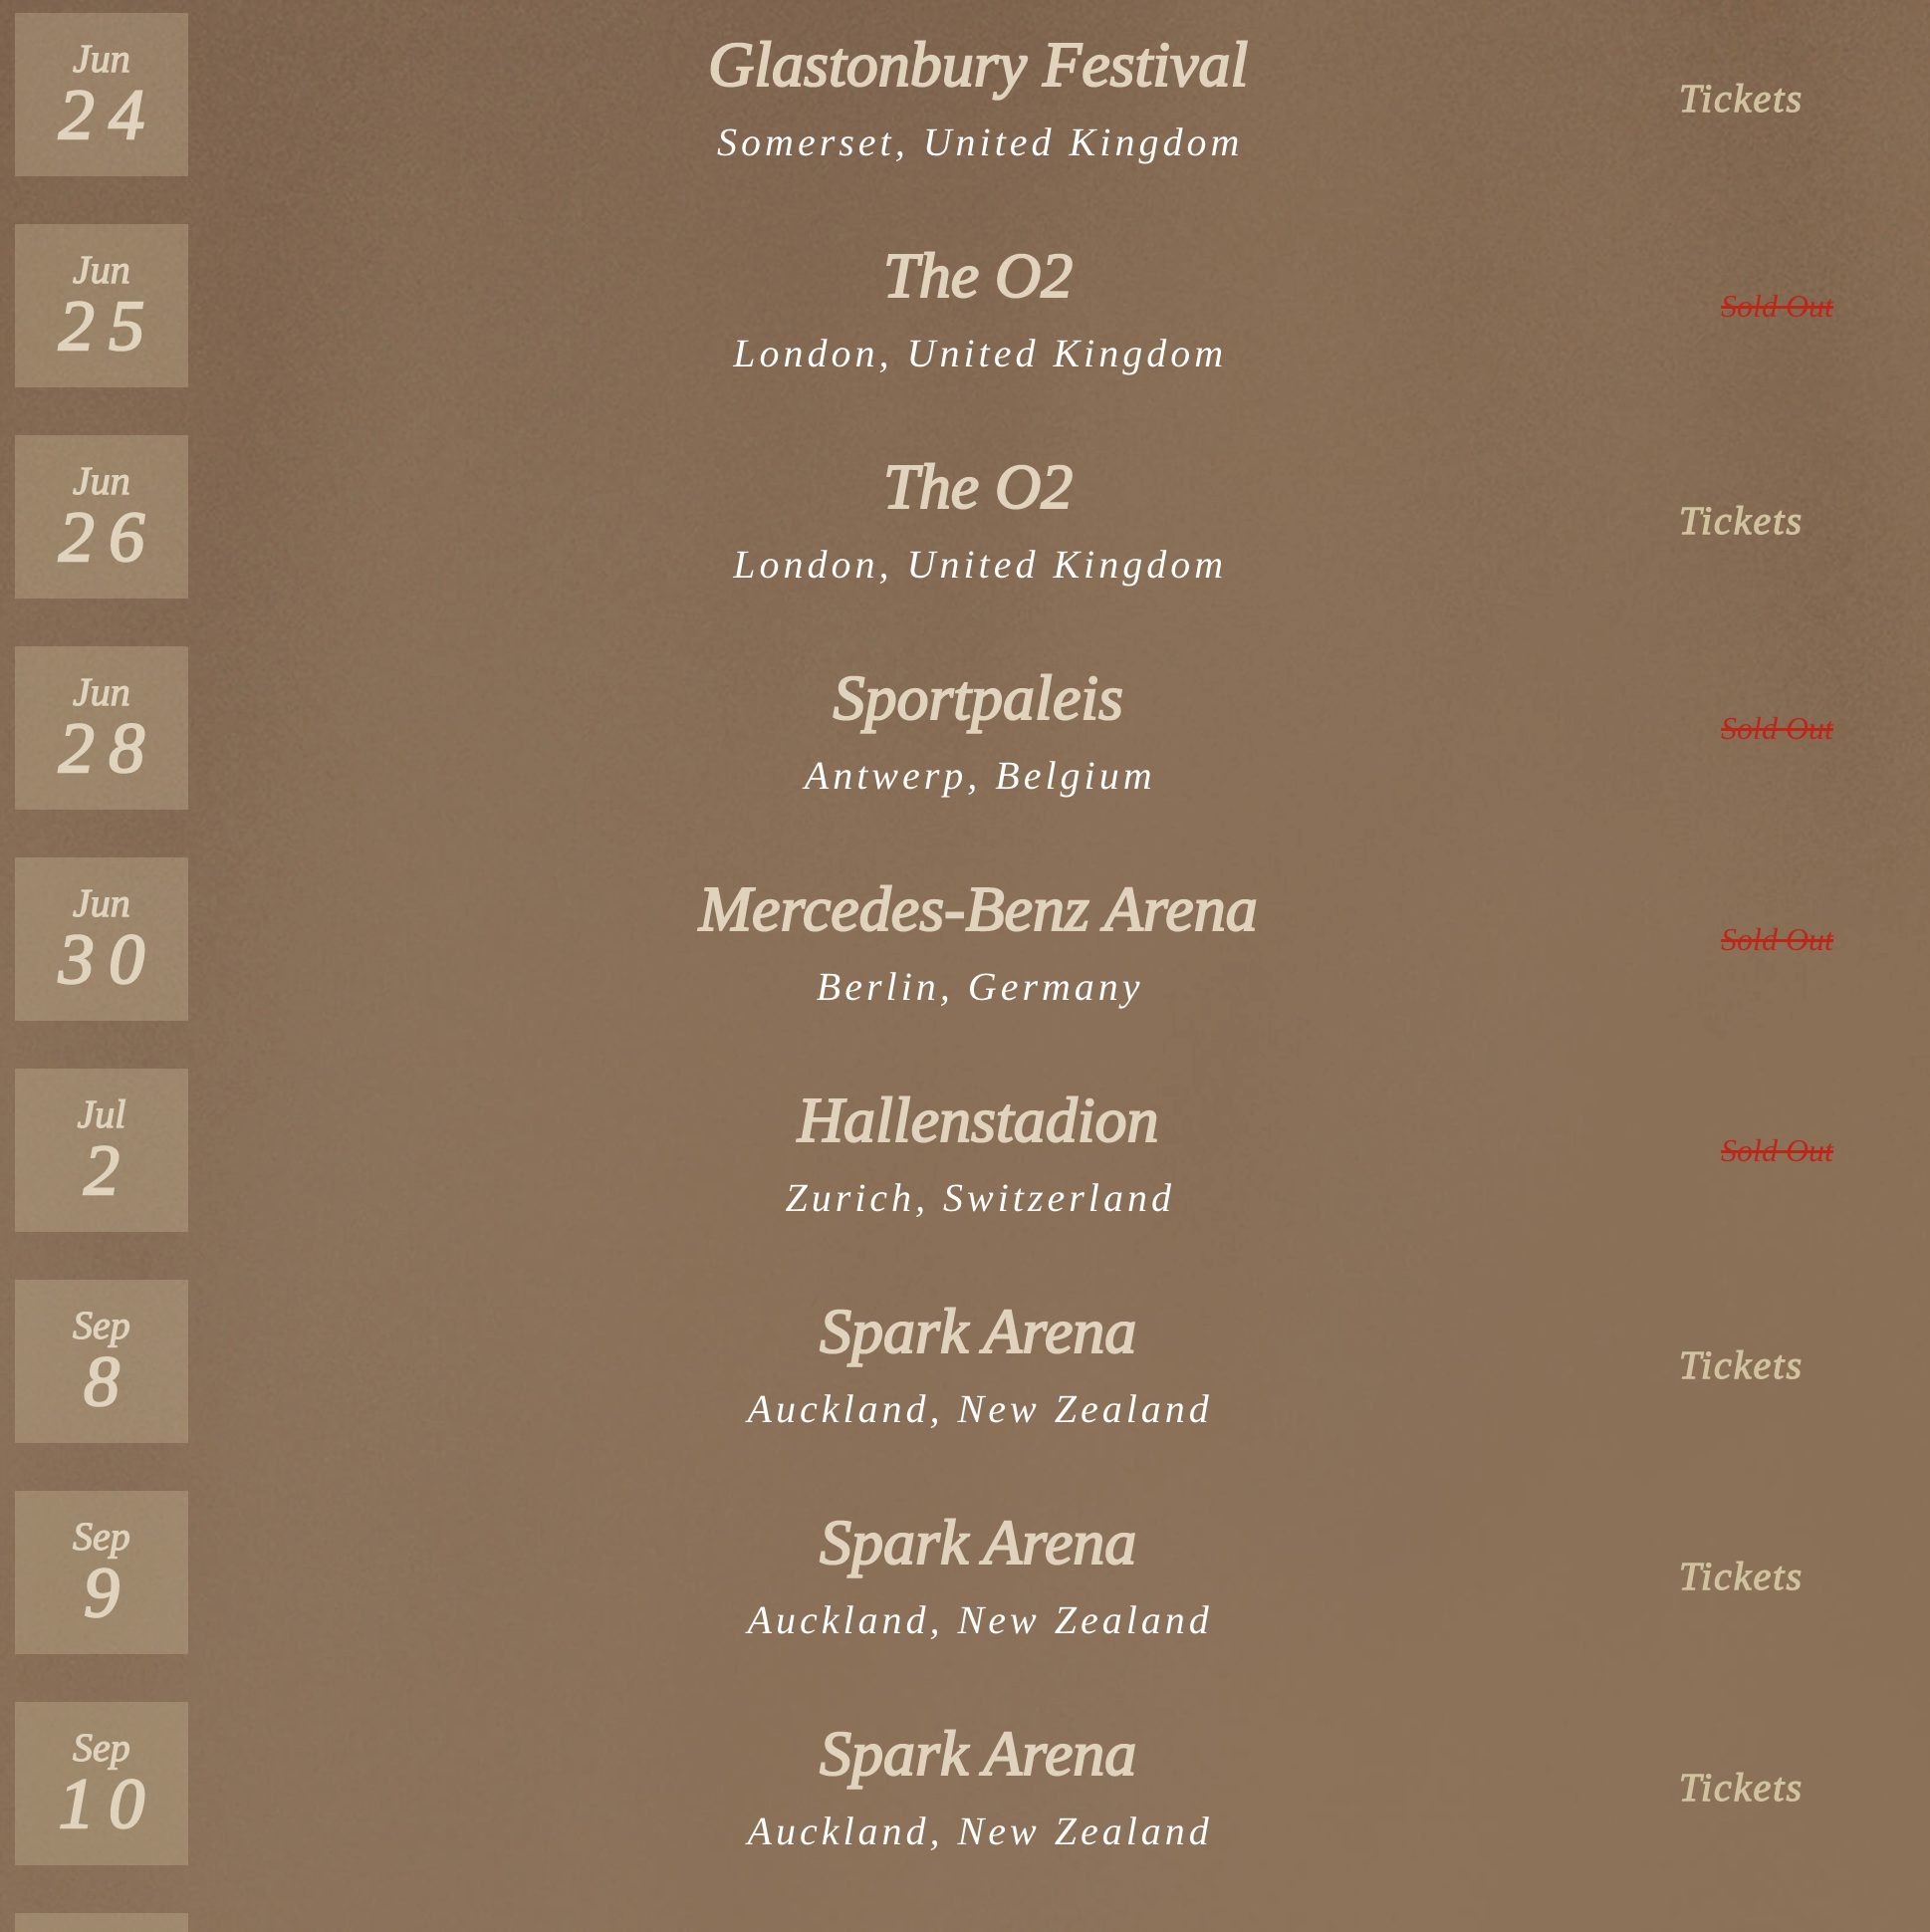 Jun
24
Glastonbury Festival
Somerset, United Kingdom
Tickets
Jun
25
The O2
London, United Kingdom
Sold Out
Jun
26
The O2
London, United Kingdom
Tickets
Jun
28
Sportpaleis
Antwerp, Belgium
Sold Out
Jun
30
Mercedes-Benz Arena
Berlin, Germany
Sold Out
Jul
2
Hallenstadion
Zurich, Switzerland
Sold Out
Sep
8
Spark Arena
Auckland, New Zealand
Tickets
Sep
9
Spark Arena
Auckland, New Zealand
Tickets
Sep
10
Spark Arena
Auckland, New Zealand
Tickets